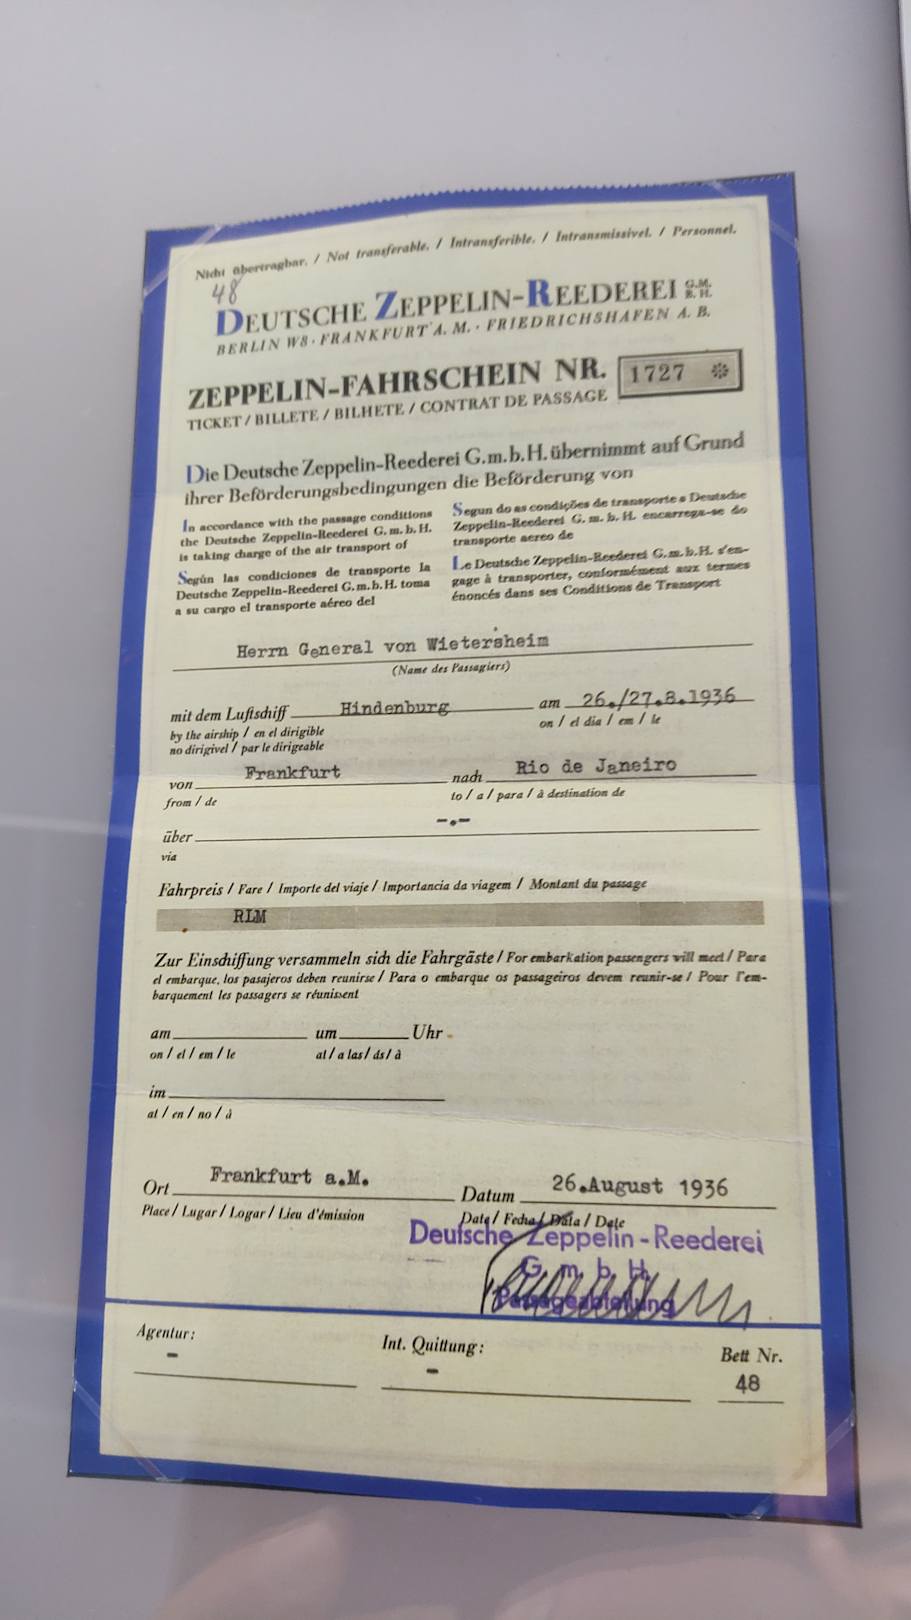 Nicht übertragbar. / Not transferable. / Intransferible. / Intransmissivel. / Personnel.
48
DEUTSCHE ZEPPELIN-REEDEREI G.M.B.H.
BERLIN W8 · FRANKFURT A. M. · FRIEDRICHSHAFEN A. B.
ZEPPELIN-FAHRSCHEIN NR. 1727 ❊
TICKET / BILLETE / BILHETE / CONTRAT DE PASSAGE
Die Deutsche Zeppelin-Reederei G.m.b.H. übernimmt auf Grund
ihrer Beförderungsbedingungen die Beförderung von
In accordance with the passage conditions
the Deutsche Zeppelin-Reederei G. m. b. H.
is taking charge of the air transport of
Según las condiciones de transporte la
Deutsche Zeppelin-Reederei G.m.b.H. toma
a su cargo el transporte aéreo del
Segun do as condições de transporte a Deutsche
Zeppelin-Reederei G. m. b. H. encarrega-se do
transporte aereo de
Le Deutsche Zeppelin-Reederei G.m.b.H. s'en-
gage à transporter, conformément aux termes
énoncés dans ses Conditions de Transport
Herrn General von Wietersheim
(Name des Passagiers)
mit dem Luftschiff Hindenburg am 26./27.8.1936
by the airship / en el dirigible on / el dia / em / le
no dirigivel / par le dirigeable
von Frankfurt nach Rio de Janeiro
from / de to / a / para / à destination de
über -.-
via
Fahrpreis / Fare / Importe del viaje / Importancia da viagem / Montant du passage
RLM
Zur Einschiffung versammeln sich die Fahrgäste / For embarkation passengers will meet / Para
el embarque, los pasajeros deben reunirse / Para o embarque os passageiros devem reunir-se / Pour l'em-
barquement les passagers se réunissent
am um Uhr
on / el / em / le at / a las / ds / à
im
at / en / no / à
Ort Frankfurt a.M. Datum 26.August 1936
Place / Lugar / Logar / Lieu d'émission Date / Fecha / Data / Date
Deutsche Zeppelin-Reederei
G. m. b. H.
Passageabteilung
Agentur: Int. Quittung: Bett Nr.
- - 48